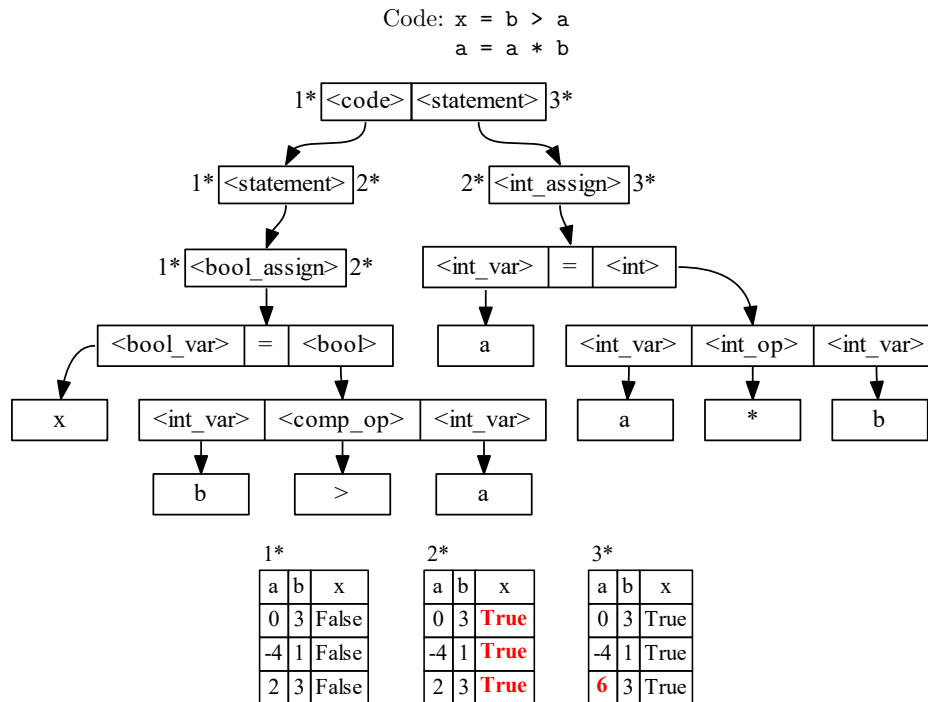 Code: x = b > a
a = a * b
1* <code> <statement> 3*
1* <statement> 2*
2* <int_assign> 3*
1* <bool_assign> 2*
<int_var> = <int>
<bool_var> = <bool>
a
<int_var> <int_op> <int_var>
x
<int_var> <comp_op> <int_var>
a * b
b > a
1*
a b x
0 3 False
-4 1 False
2 3 False
2*
a b x
0 3 True
-4 1 True
2 3 True
3*
a b x
0 3 True
-4 1 True
6 3 True